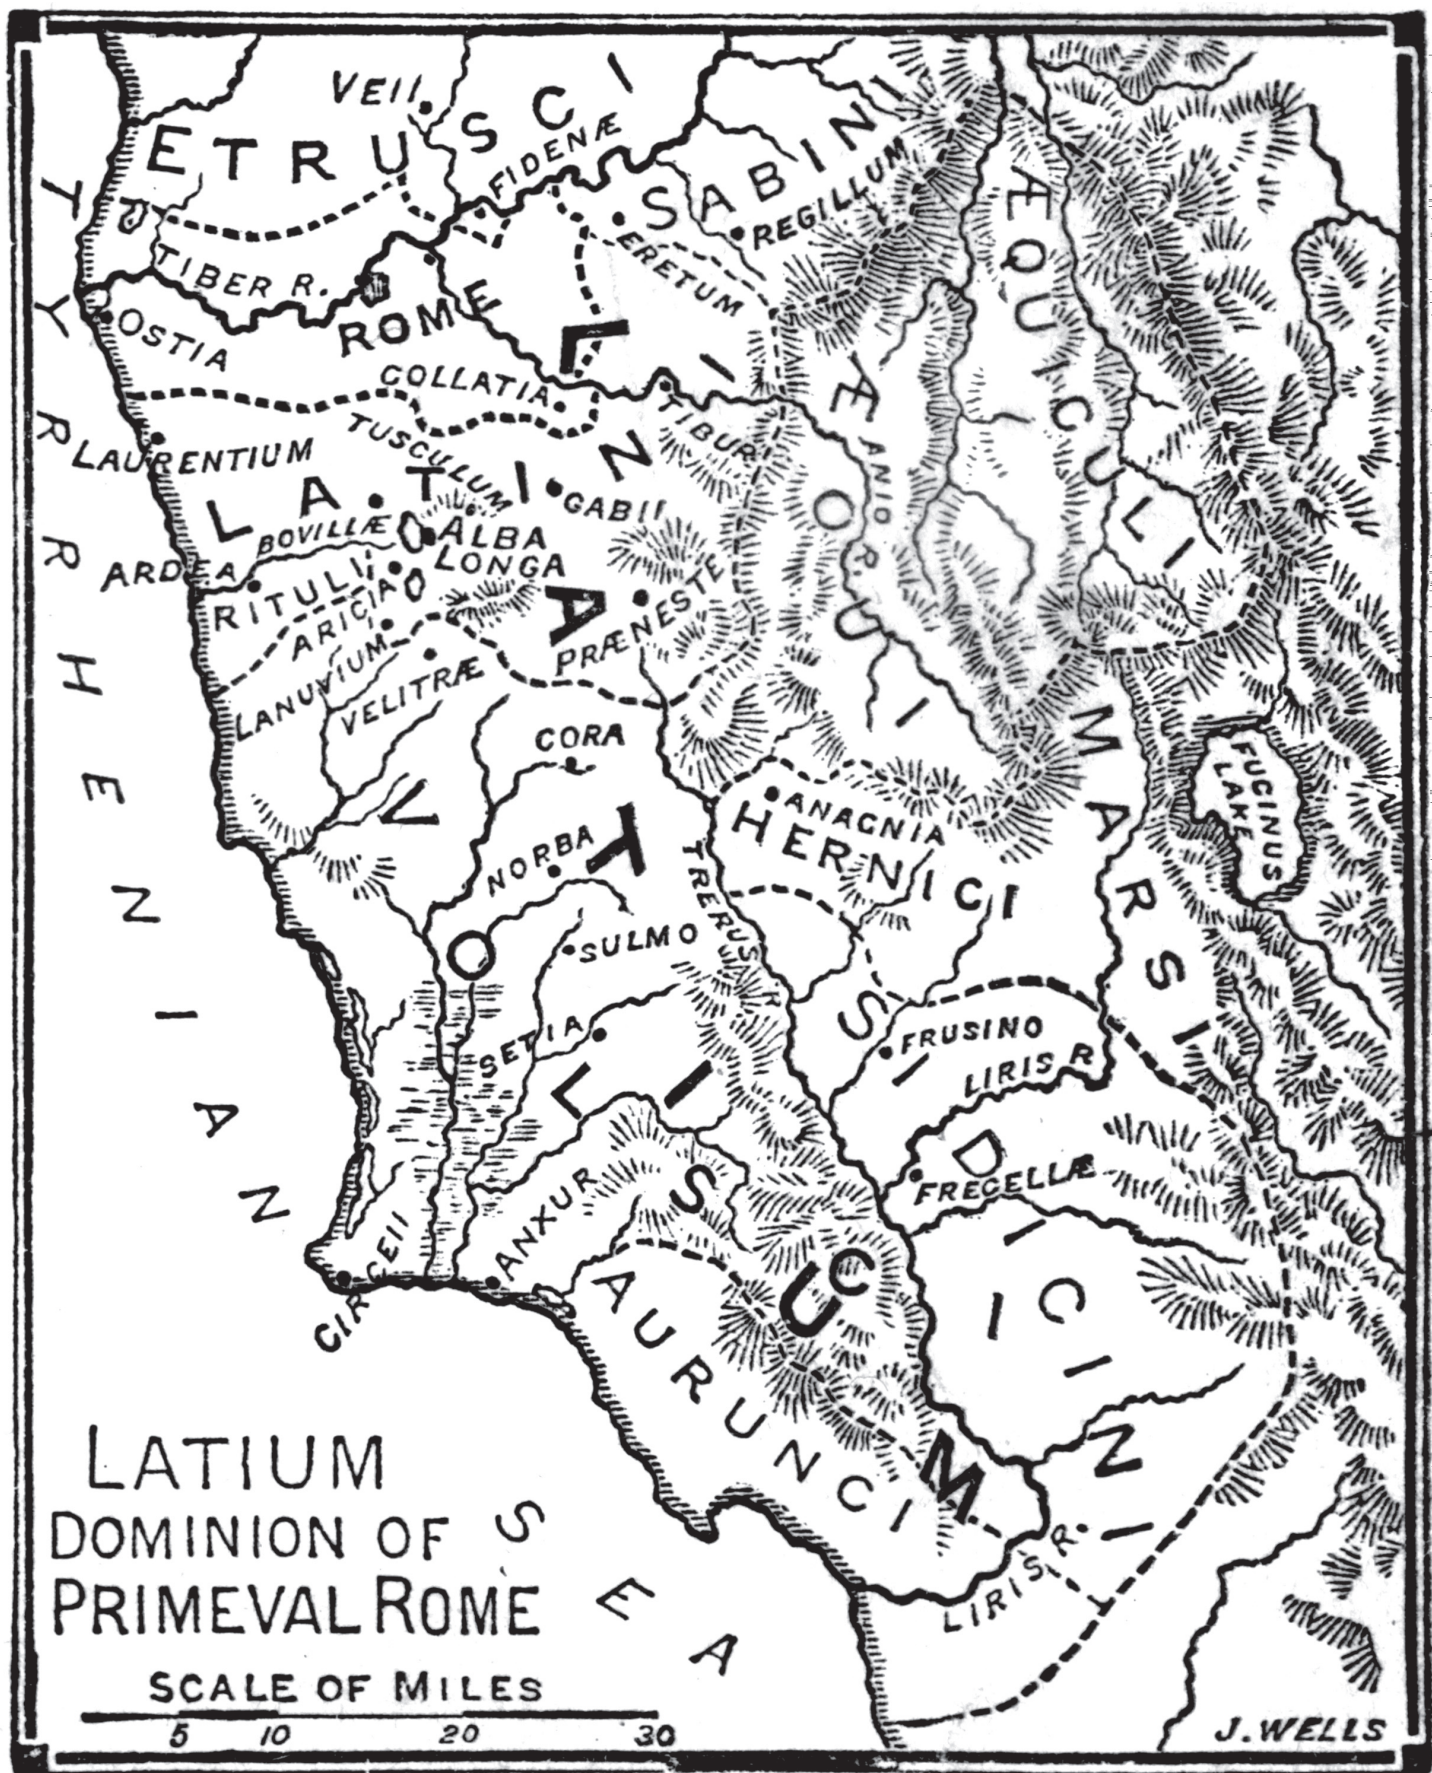 VEII
ETRUSCI
FIDENÆ
SABINI
REGILLUM
ERETUM
TIBER R.
ROME
OSTIA
COLLATIA
TIBUR
TUSCULUM
LAURENTIUM
LATINI
GABII
BOVILLÆ
ALBA
LONGA
ARDEA
RITULI
ARICIA
PRÆNESTE
LANUVIUM
VELITRÆ
ÆQUI
ANIO R.
ÆQUICULI
CORA
NORBA
SULMO
SETIA
VOLSCI
TRERUS R
ANAGNIA
HERNICI
MARSI
FUCINUS
LAKE
FRUSINO
LIRIS R
FREGELLÆ
SIDICINI
ANXUR
CIRCEII
AURUNCI
LIRIS R.
LATIUM
TYRRHENIAN
SEA
LATIUM
DOMINION OF
PRIMEVAL ROME
SCALE OF MILES
5 10 20 30
J. WELLS